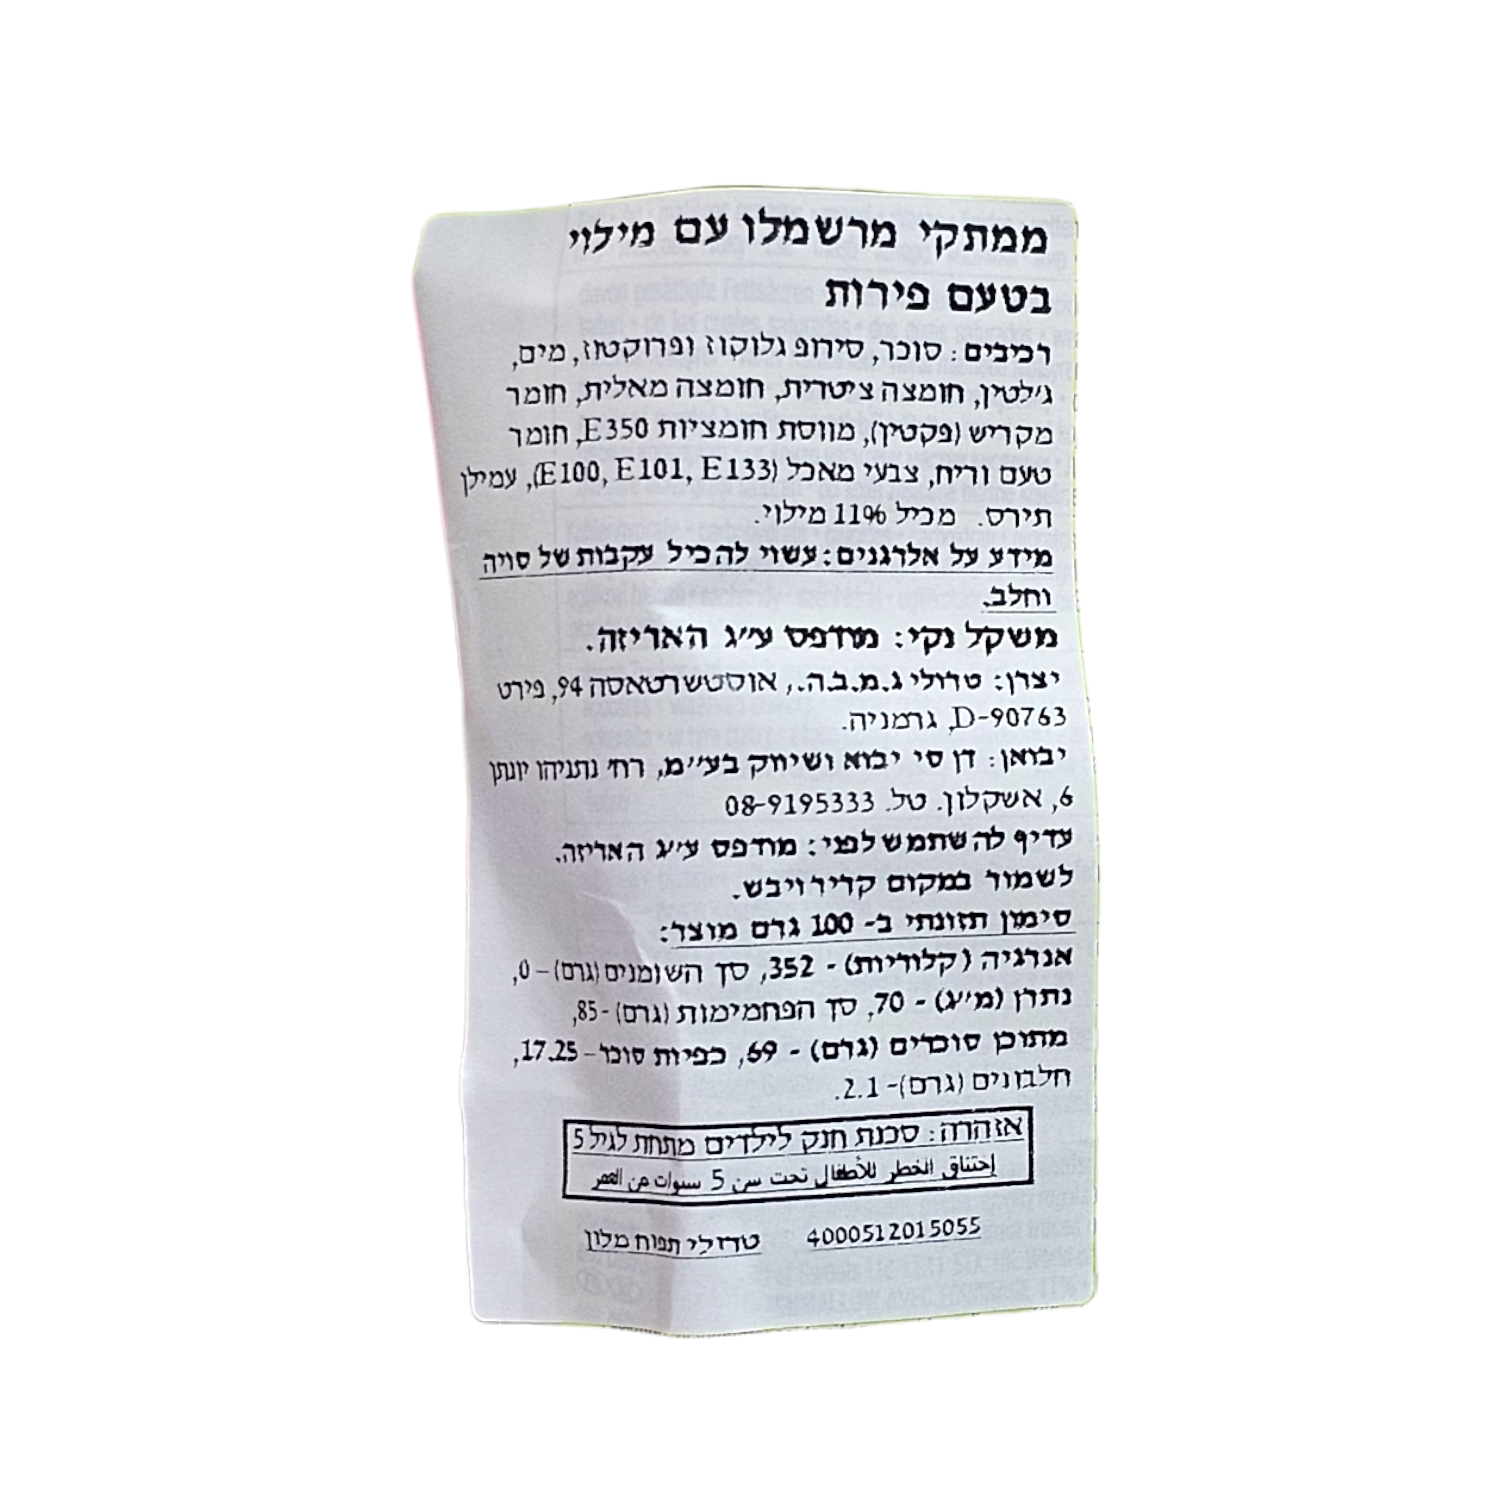 ממתקי מרשמלו עם מילוי
בטעם פירות
רכיבים: סוכר, סירופ גלוקוז ופרוקטוז, מים,
ג'לטין, חומצה ציטרית, חומצה מאלית, חומר
מקריש (פקטין), מווסת חומציות E350, חומר
טעם וריח, צבעי מאכל (E100, E101, E133), עמילן
תירס. מכיל 11% מילוי.
מידע על אלרגנים: עשוי להכיל עקבות של סויה
וחלב.
משקל נקי: מודפס ע״ג האריזה.
יצרן: טרולי ג.מ.ב.ה., אוסטשרטאסה 94, פירט
D-90763, גרמניה.
יבואן: דן סי יבוא ושיווק בע״מ, רח' נתניהו יונתן
6, אשקלון. טל. 08-9195333
עדיף להשתמש לפני: מודפס ע״ג האריזה.
לשמור במקום קריר ויבש.
סימון תזונתי ב- 100 גרם מוצר:
אנרגיה (קלוריות) - 352, סך השומנים (גרם) - 0,
נתרן (מ״ג) - 70, סך הפחמימות (גרם) - 85,
מתוכן סוכרים (גרם) - 69, כפיות סוכר - 17.25,
חלבונים (גרם) - 2.1.
אזהרה: סכנת חנק לילדים מתחת לגיל 5
إختناق الخطر للأطفال تحت سن 5 سنوات من العمر
4000512015055 טרולי תפוח מלון